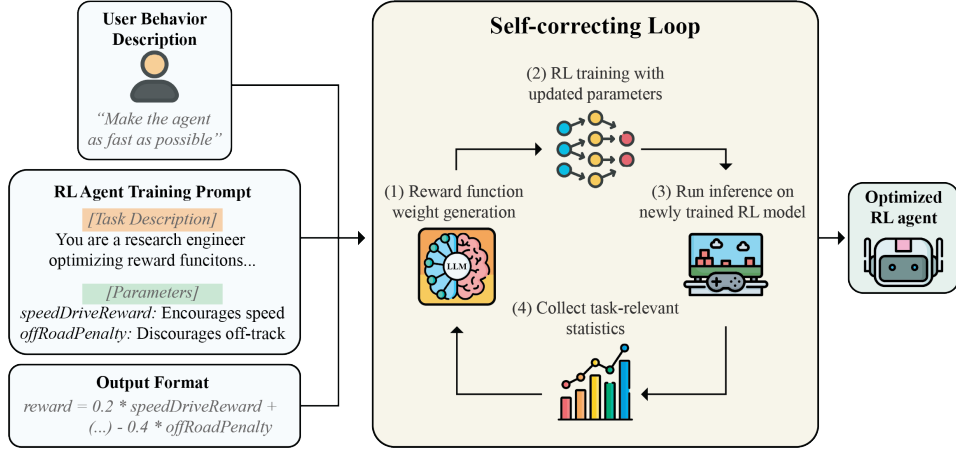 User Behavior
Description
“Make the agent
as fast as possible”
RL Agent Training Prompt
[Task Description]
You are a research engineer
optimizing reward funcitons...
[Parameters]
speedDriveReward: Encourages speed
offRoadPenalty: Discourages off-track
Output Format
reward = 0.2 * speedDriveReward +
(...) - 0.4 * offRoadPenalty
Self-correcting Loop
(1) Reward function
weight generation
LLM
(2) RL training with
updated parameters
(3) Run inference on
newly trained RL model
(4) Collect task-relevant
statistics
Optimized
RL agent